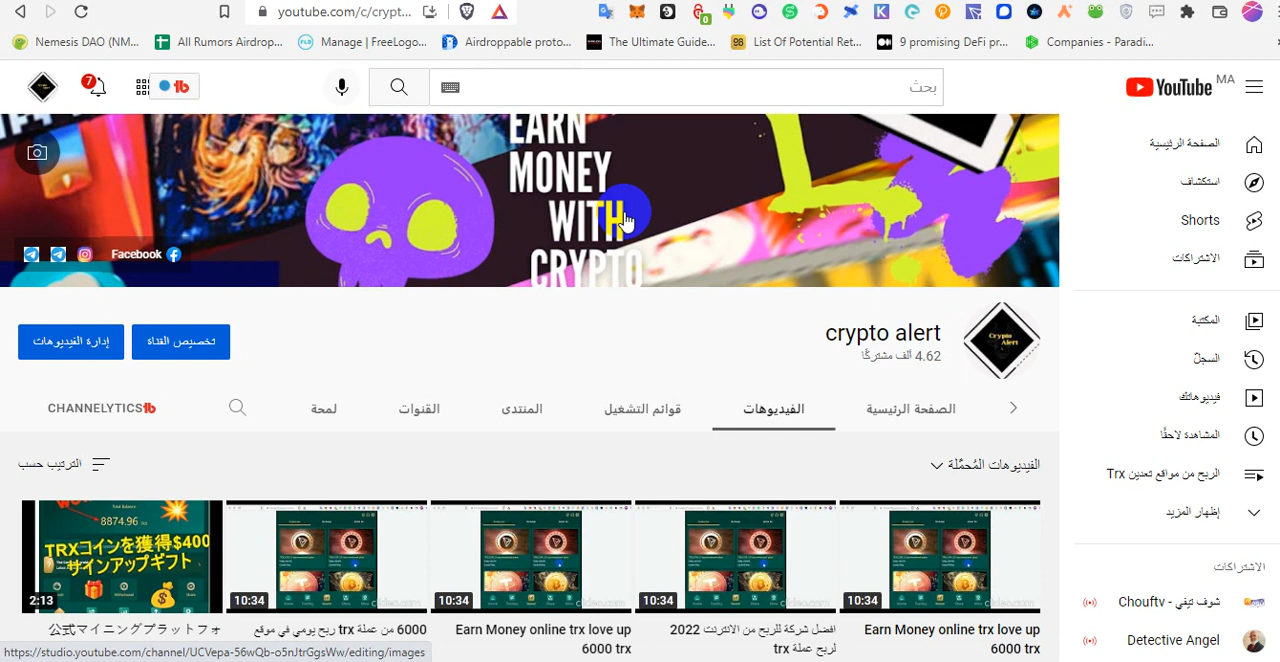 youtube.com/c/crypt...
Nemesis DAO (NM...
All Rumors Airdrop...
Manage | FreeLogo...
Airdroppable proto...
The Ultimate Guide...
List Of Potential Ret...
9 promising DeFi pr...
Companies - Paradi...
7
بحث
YouTube MA
EARN
MONEY
WITH
CRYPTO
Facebook
الصفحة الرئيسية
استكشاف
Shorts
الاشتراكات
المكتبة
السجلّ
فيديوهاتك
المشاهدة لاحقًا
الربح من مواقع تعدين Trx
إظهار المزيد
الاشتراكات
شوف تيفي - Chouftv
Detective Angel
crypto alert
4.62 ألف مشتركًا
Crypto
Alert
تخصيص القناة
إدارة الفيديوهات
الصفحة الرئيسية
الفيديوهات
قوائم التشغيل
المنتدى
القنوات
لمحة
CHANNELYTICS
الفيديوهات المُحمَّلة
الترتيب حسب
Total Balance
8874.96
TRXコインを獲得$400
サインアップギフト
2:13
10:34
10:34
10:34
10:34
Earn Money online trx love up
6000 trx
افضل شركة للربح من الانترنت 2022
لربح عملة trx
Earn Money online trx love up
6000 trx
6000 من عملة trx ربح يومي في موقع
公式マイニングプラットフォ
https://studio.youtube.com/channel/UCVepa-56wQb-o5nJtrGgsWw/editing/images